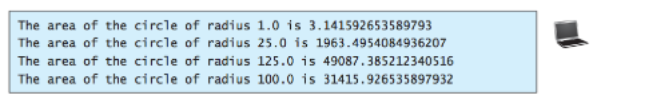 The area of the circle of radius 1.0 is 3.141592653589793
The area of the circle of radius 25.0 is 1963.4954084936207
The area of the circle of radius 125.0 is 49087.385212340516
The area of the circle of radius 100.0 is 31415.926535897932